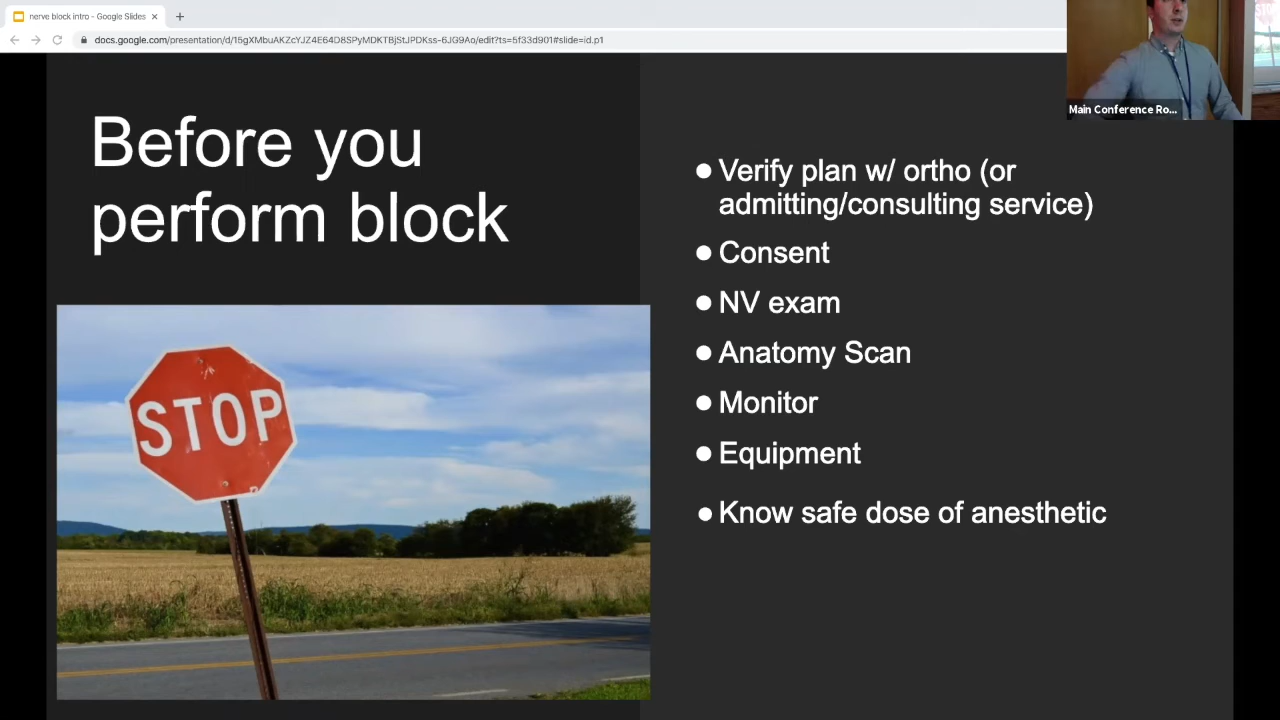 nerve block intro - Google Slides
docs.google.com/presentation/d/15gXMbuAKZcYJZ4E64D8SPyMDKTBjStJPDKss-6JG9Ao/edit?ts=5f33d901#slide=id.p1
Main Conference Ro...
Before you
perform block
Verify plan w/ ortho (or
admitting/consulting service)
Consent
NV exam
Anatomy Scan
Monitor
Equipment
Know safe dose of anesthetic
STOP